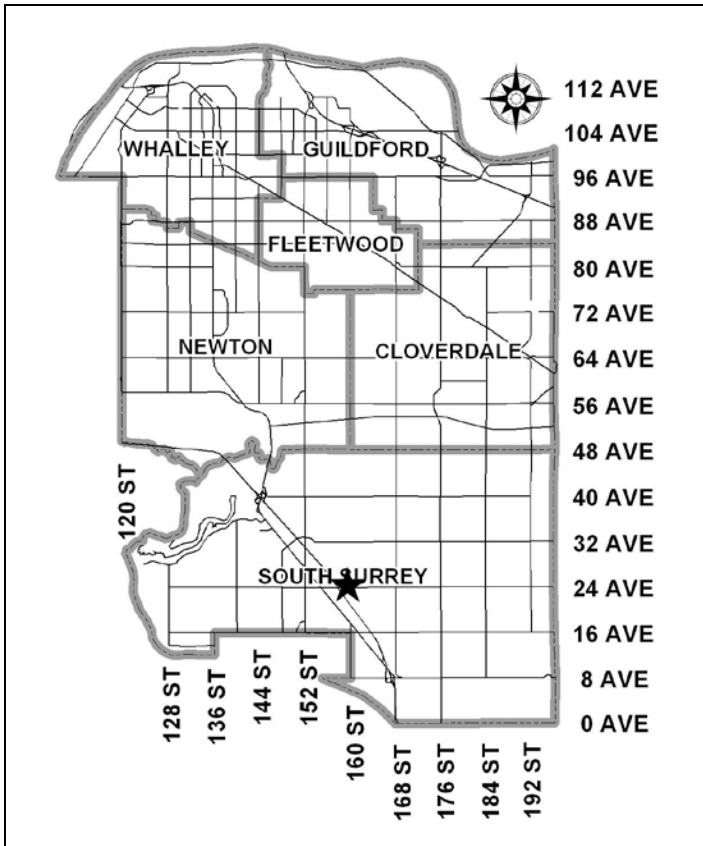 112 AVE
104 AVE
WHALLEY
GUILDFORD
96 AVE
88 AVE
FLEETWOOD
80 AVE
72 AVE
NEWTON
CLOVERDALE
64 AVE
56 AVE
48 AVE
120 ST
40 AVE
32 AVE
SOUTH SURREY
24 AVE
16 AVE
8 AVE
0 AVE
128 ST
136 ST
144 ST
152 ST
160 ST
168 ST
176 ST
184 ST
192 ST